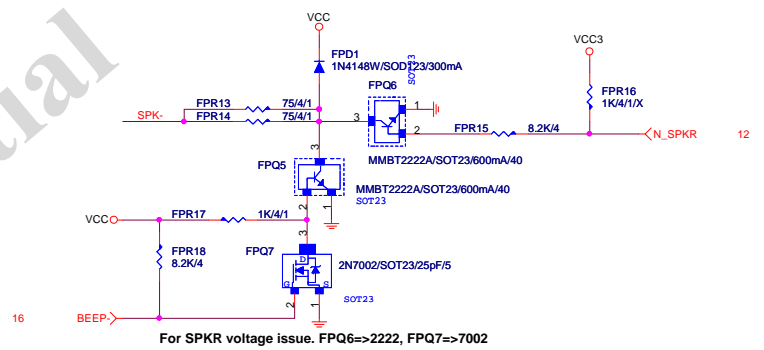 VCC
VCC3
FPD1
1N4148W/SOD123/300mA
SOT23
FPQ6
FPR16
1K/4/1/X
FPR13 75/4/1
SPK-
FPR14 75/4/1
3
1
2
FPR15 8.2K/4
N_SPKR 12
MMBT2222A/SOT23/600mA/40
3
FPQ5
MMBT2222A/SOT23/600mA/40
SOT23
2
1
VCC
FPR17 1K/4/1
3
FPR18
8.2K/4
FPQ7
D
2N7002/SOT23/25pF/5
G
S
SOT23
2
1
16 BEEP-
For SPKR voltage issue. FPQ6=>2222, FPQ7=>7002
tial